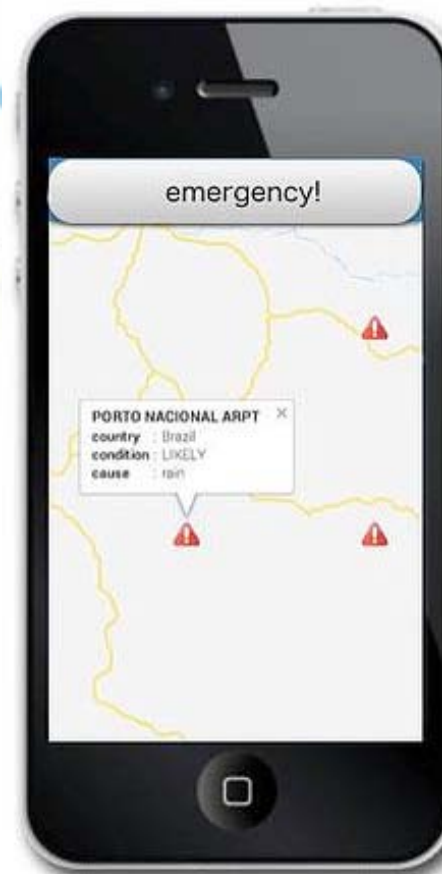 emergency!
PORTO NACIONAL ARPT ×
country : Brazil
condition : LIKELY
cause : rain